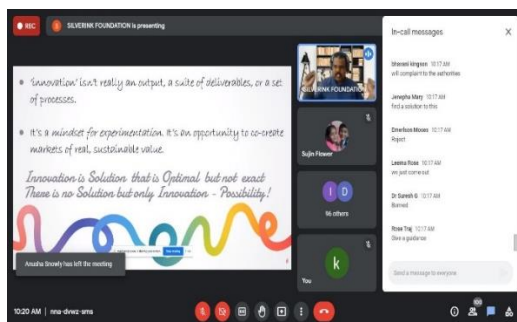 REC
SILVERINK FOUNDATION is presenting
'innovation' isn't really an output, a suite of deliverables, or a set
of processes.
It's a mindset for experimentation. It's an opportunity to co-create
markets of real, sustainable value.
Innovation is Solution that is Optimal but not exact
There is no Solution but only Innovation - Possibility!
Anusha Snowly has left the meeting
10:20 AM | nna-dvwz-sms
SILVERINK FOUNDATION
Sujin Flower
I D
96 others
k
You
In-call messages
10:17 AM
will complaint to the authorities
Jenepha Mary 10:17 AM
find a solution to this
Emerlson Moses 10:17 AM
Reject
Leema Rose 10:17 AM
we just come out
Dr Suresh G 10:17 AM
Banned
Rose Traj 10:17 AM
Give a guidance
Send a message to everyone
100